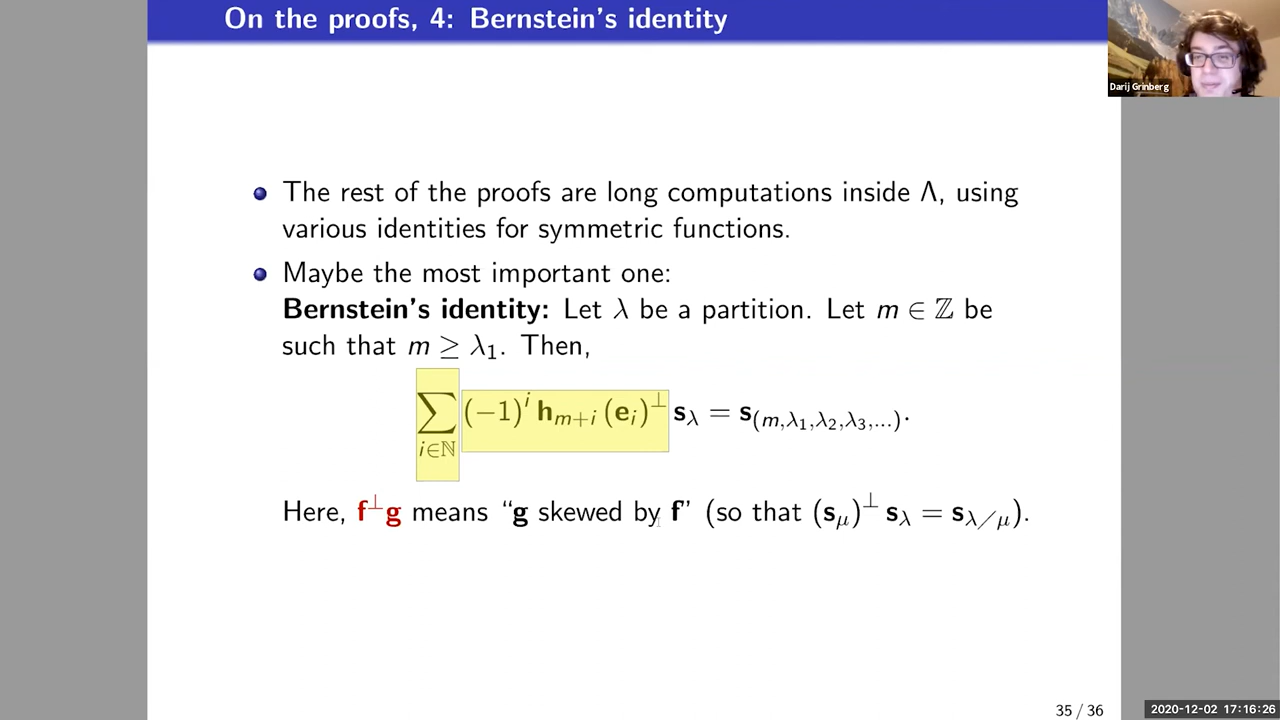 On the proofs, 4: Bernstein's identity
Darij Grinberg
The rest of the proofs are long computations inside Λ, using
various identities for symmetric functions.
Maybe the most important one:
Bernstein's identity: Let λ be a partition. Let m ∈ ℤ be
such that m ≥ λ₁. Then,
∑_{i∈ℕ} (−1)^i h_{m+i} (e_i)^⊥ s_λ = s_{(m,λ₁,λ₂,λ₃,...)}.
Here, f^⊥g means “g skewed by f” (so that (s_μ)^⊥ s_λ = s_{λ/μ}).
35 / 36
2020-12-02 17:16:26